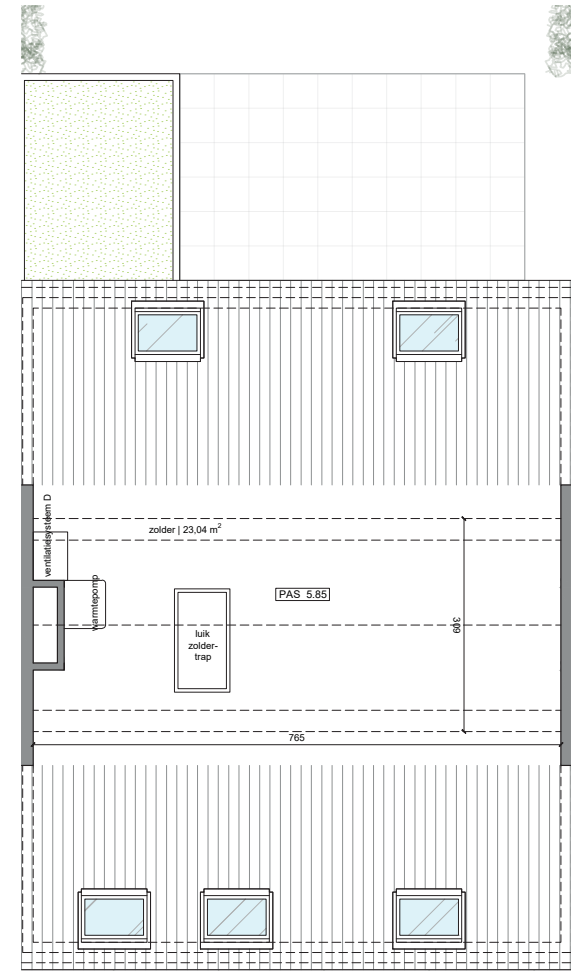 ventilatiesysteem D
zolder | 23,04 m²
warmtepomp
PAS 5.85
luik
zolder-
trap
309
765